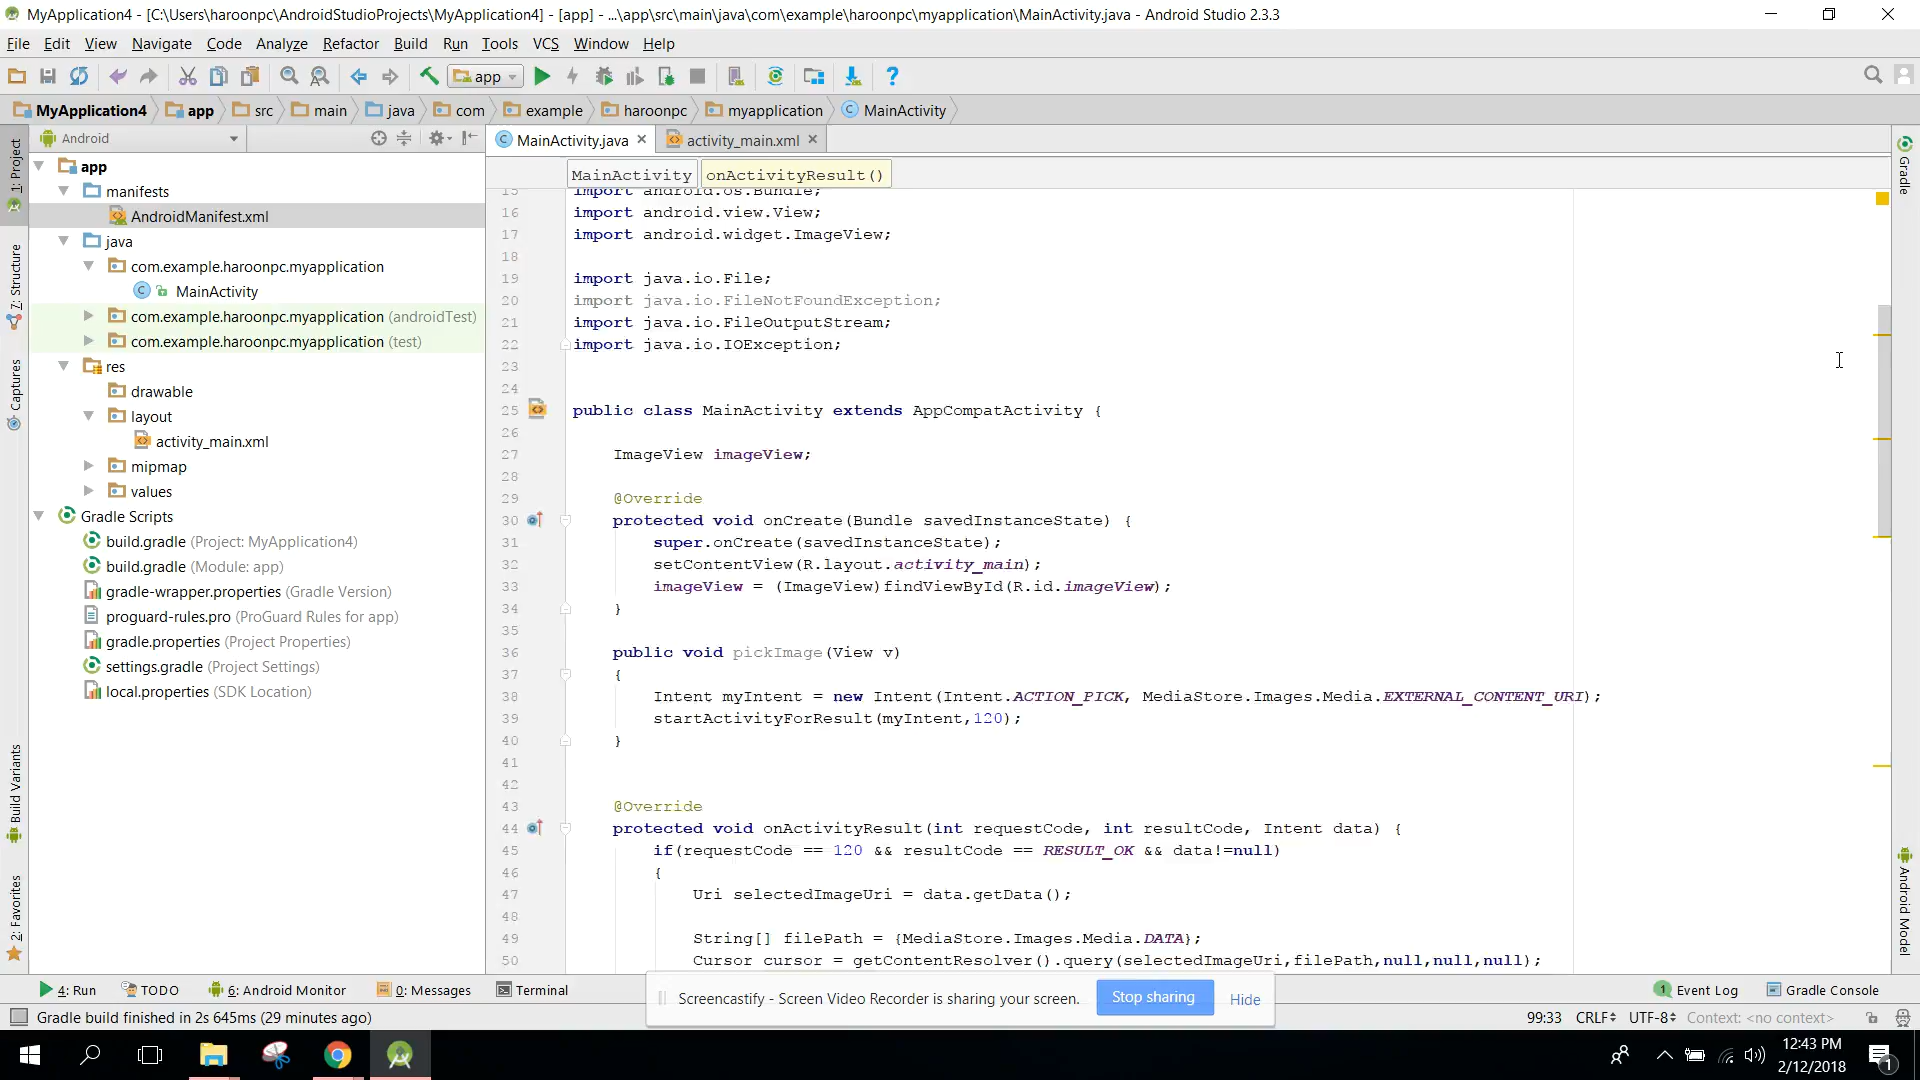 MyApplication4 - [C:\Users\haroonpc\AndroidStudioProjects\MyApplication4] - [app] - ...\app\src\main\java\com\example\haroonpc\myapplication\MainActivity.java - Android Studio 2.3.3
File Edit View Navigate Code Analyze Refactor Build Run Tools VCS Window Help
app
MyApplication4 app src main java com example haroonpc myapplication MainActivity
Android
MainActivity.java activity_main.xml
MainActivity onActivityResult()
1: Project
7: Structure
Captures
Build Variants
2: Favorites
app
manifests
AndroidManifest.xml
java
com.example.haroonpc.myapplication
MainActivity
com.example.haroonpc.myapplication (androidTest)
com.example.haroonpc.myapplication (test)
res
drawable
layout
activity_main.xml
mipmap
values
Gradle Scripts
build.gradle (Project: MyApplication4)
build.gradle (Module: app)
gradle-wrapper.properties (Gradle Version)
proguard-rules.pro (ProGuard Rules for app)
gradle.properties (Project Properties)
settings.gradle (Project Settings)
local.properties (SDK Location)
15 import android.os.Bundle;
16 import android.view.View;
17 import android.widget.ImageView;
18
19 import java.io.File;
20 import java.io.FileNotFoundException;
21 import java.io.FileOutputStream;
22 import java.io.IOException;
23
24
25 public class MainActivity extends AppCompatActivity {
26
27 ImageView imageView;
28
29 @Override
30 protected void onCreate(Bundle savedInstanceState) {
31 super.onCreate(savedInstanceState);
32 setContentView(R.layout.activity_main);
33 imageView = (ImageView)findViewById(R.id.imageView);
34 }
35
36 public void pickImage(View v)
37 {
38 Intent myIntent = new Intent(Intent.ACTION_PICK, MediaStore.Images.Media.EXTERNAL_CONTENT_URI);
39 startActivityForResult(myIntent,120);
40 }
41
42
43 @Override
44 protected void onActivityResult(int requestCode, int resultCode, Intent data) {
45 if(requestCode == 120 && resultCode == RESULT_OK && data!=null)
46 {
47 Uri selectedImageUri = data.getData();
48
49 String[] filePath = {MediaStore.Images.Media.DATA};
50 Cursor cursor = getContentResolver().query(selectedImageUri,filePath,null,null,null);
Gradle
Android Model
4: Run TODO 6: Android Monitor 0: Messages Terminal
1 Event Log Gradle Console
Screencastify - Screen Video Recorder is sharing your screen. Stop sharing Hide
Gradle build finished in 2s 645ms (29 minutes ago)
99:33 CRLF UTF-8 Context: <no context>
12:43 PM
2/12/2018
1